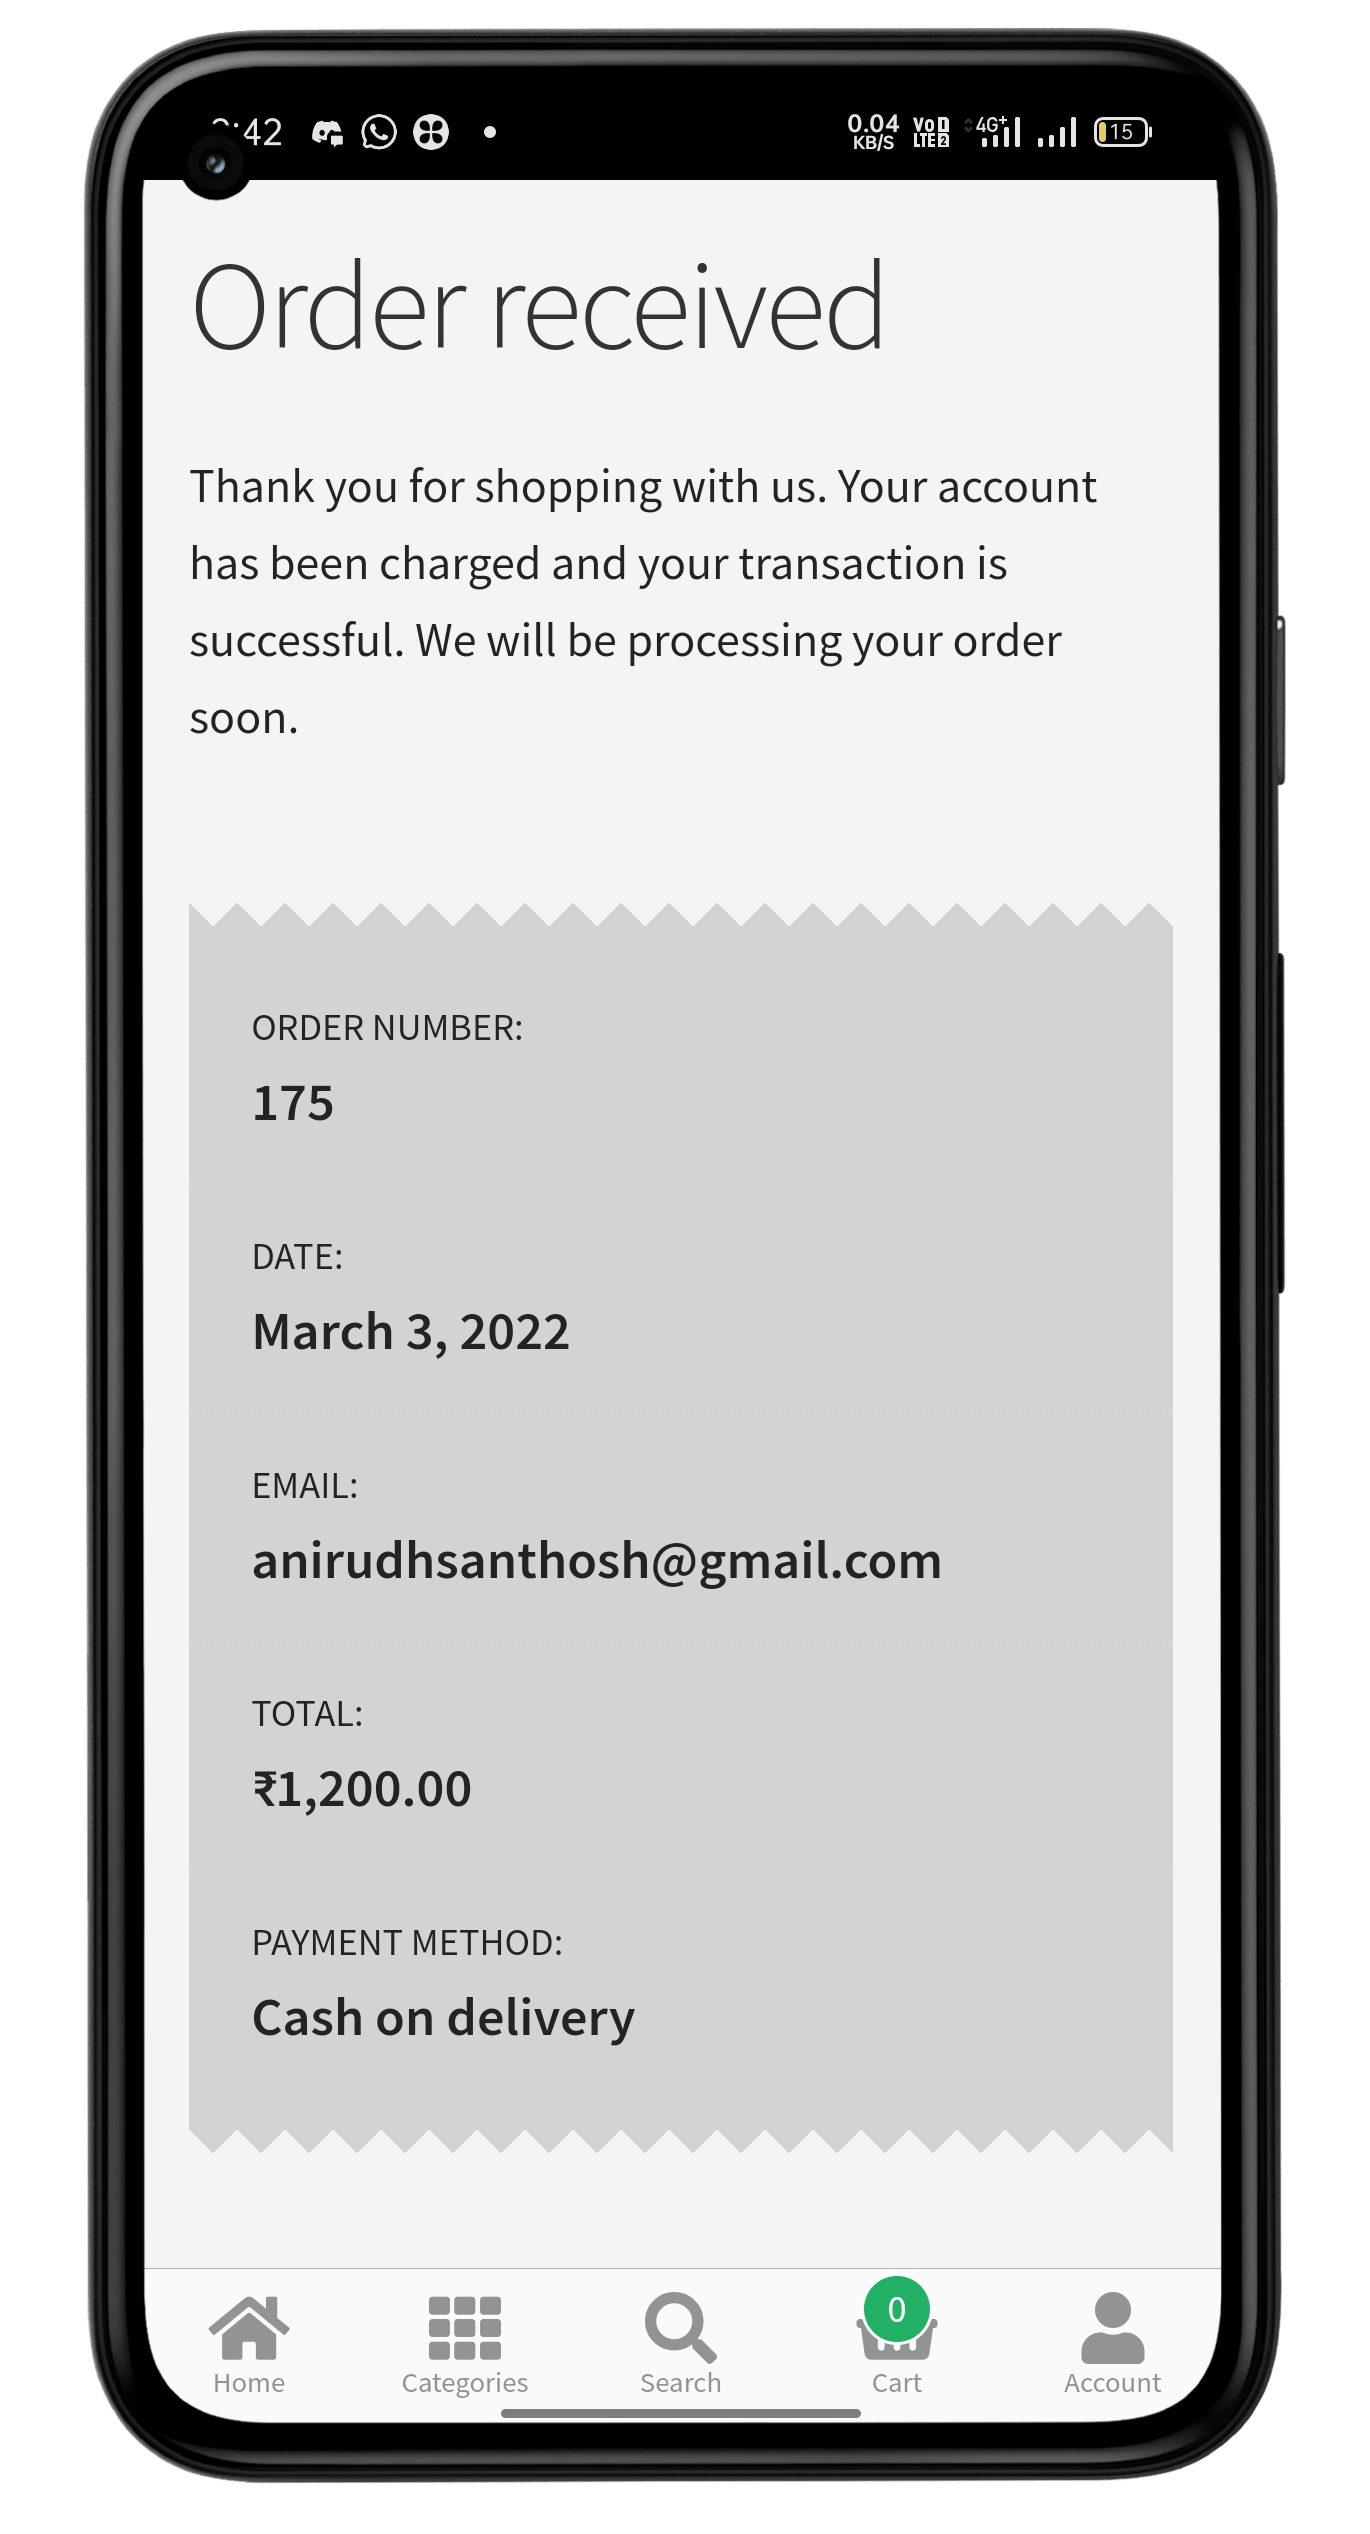 :42
0.04
KB/S
Vo D
LTE 2
4G+
15
Order received
Thank you for shopping with us. Your account
has been charged and your transaction is
successful. We will be processing your order
soon.
ORDER NUMBER:
175
DATE:
March 3, 2022
EMAIL:
anirudhsanthosh@gmail.com
TOTAL:
₹1,200.00
PAYMENT METHOD:
Cash on delivery
0
Home Categories Search Cart Account